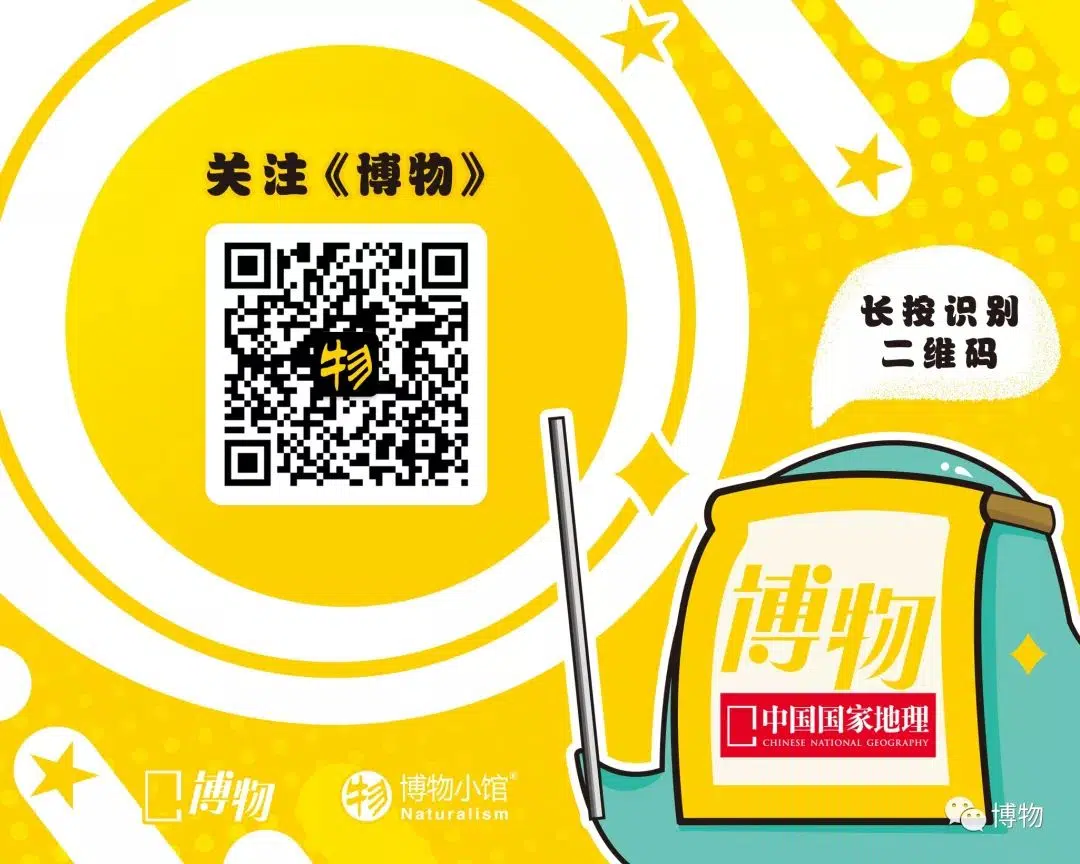 关注《博物》
物
长按识别
二维码
博物
中国国家地理
CHINESE NATIONAL GEOGRAPHY
博物
物
博物小馆®
Naturalism
博物